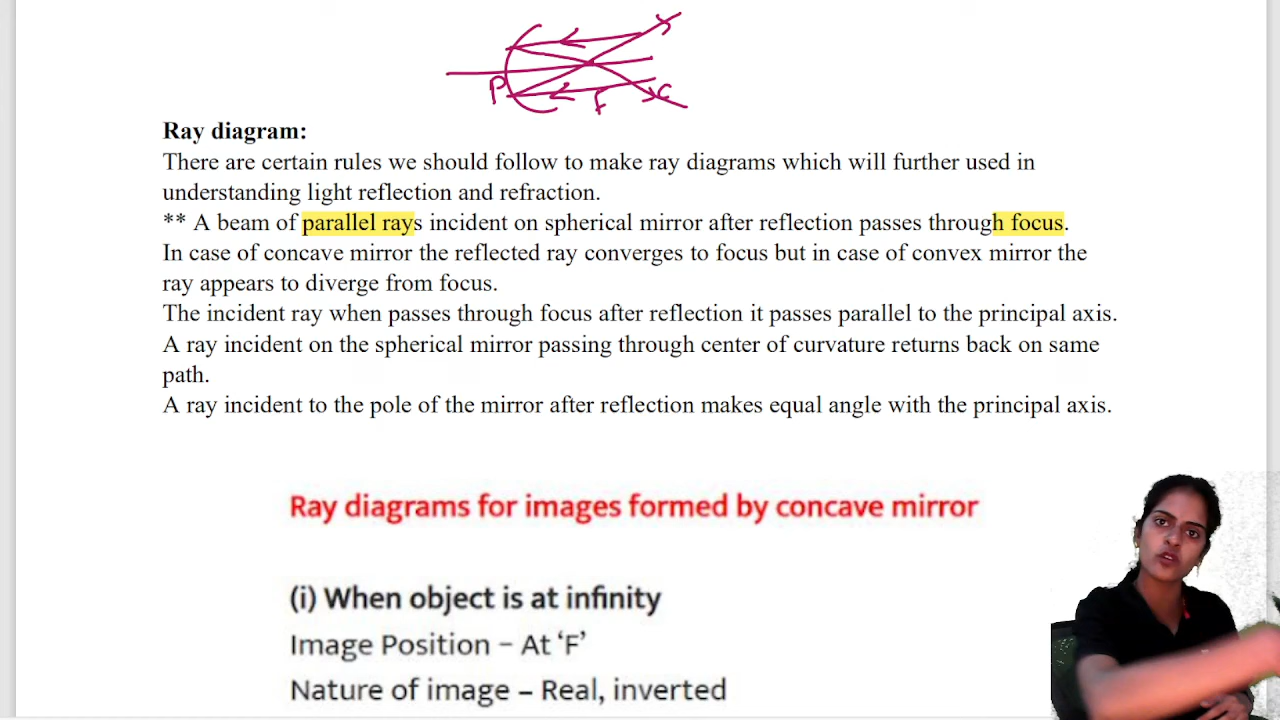 P
F
Ray diagram:
There are certain rules we should follow to make ray diagrams which will further used in
understanding light reflection and refraction.
** A beam of parallel rays incident on spherical mirror after reflection passes through focus.
In case of concave mirror the reflected ray converges to focus but in case of convex mirror the
ray appears to diverge from focus.
The incident ray when passes through focus after reflection it passes parallel to the principal axis.
A ray incident on the spherical mirror passing through center of curvature returns back on same
path.
A ray incident to the pole of the mirror after reflection makes equal angle with the principal axis.
Ray diagrams for images formed by concave mirror
(i) When object is at infinity
Image Position – At ‘F’
Nature of image – Real, inverted